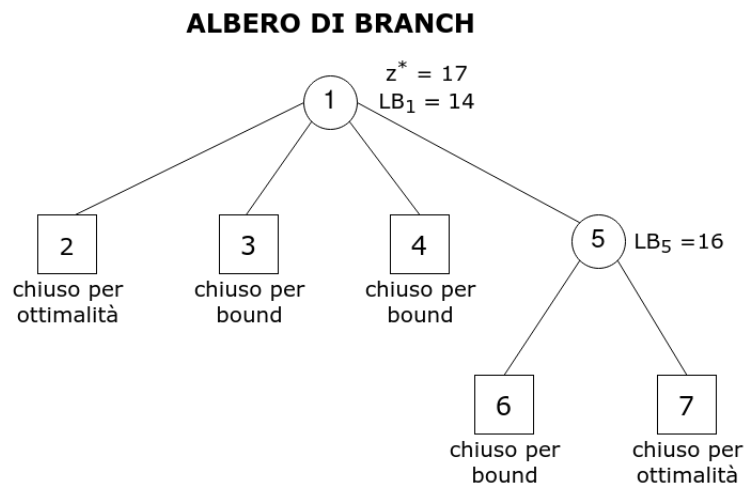 ALBERO DI BRANCH
z* = 17
1
LB₁ = 14
2
3
4
5
LB₅ =16
chiuso per
ottimalità
chiuso per
bound
chiuso per
bound
6
7
chiuso per
bound
chiuso per
ottimalità